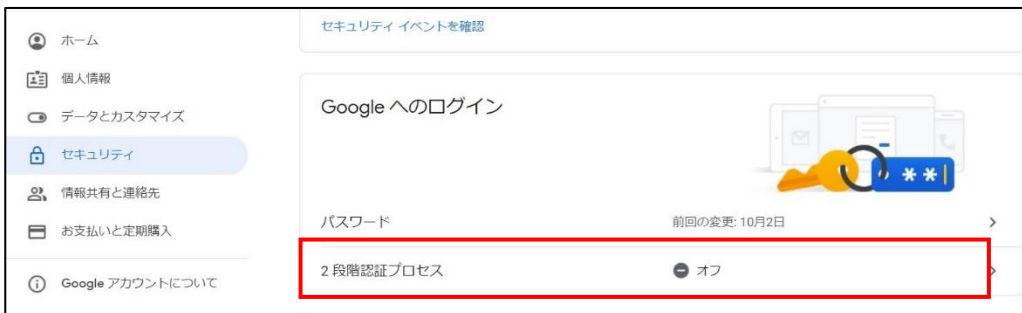 ホーム
個人情報
データとカスタマイズ
セキュリティ
情報共有と連絡先
お支払いと定期購入
Google アカウントについて
セキュリティ イベントを確認
Google へのログイン
**
パスワード 前回の変更: 10月2日
2 段階認証プロセス オフ